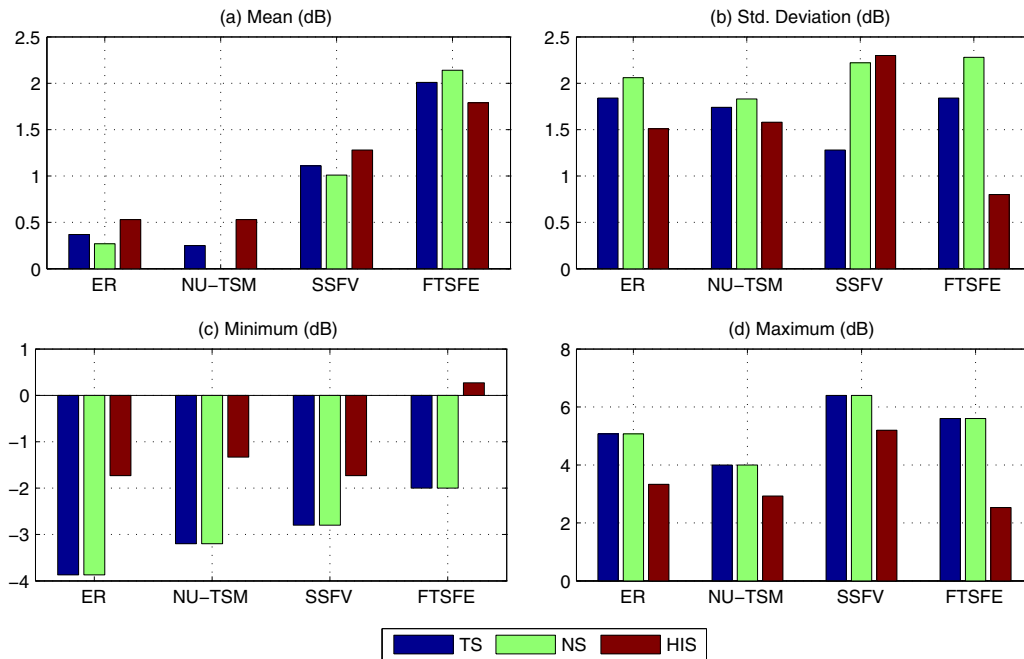 (a) Mean (dB)
2.5
2
1.5
1
0.5
0
ER NU−TSM SSFV FTSFE
(b) Std. Deviation (dB)
2.5
2
1.5
1
0.5
0
ER NU−TSM SSFV FTSFE
(c) Minimum (dB)
1
0
−1
−2
−3
−4
ER NU−TSM SSFV FTSFE
(d) Maximum (dB)
8
6
4
2
0
ER NU−TSM SSFV FTSFE
TS NS HIS